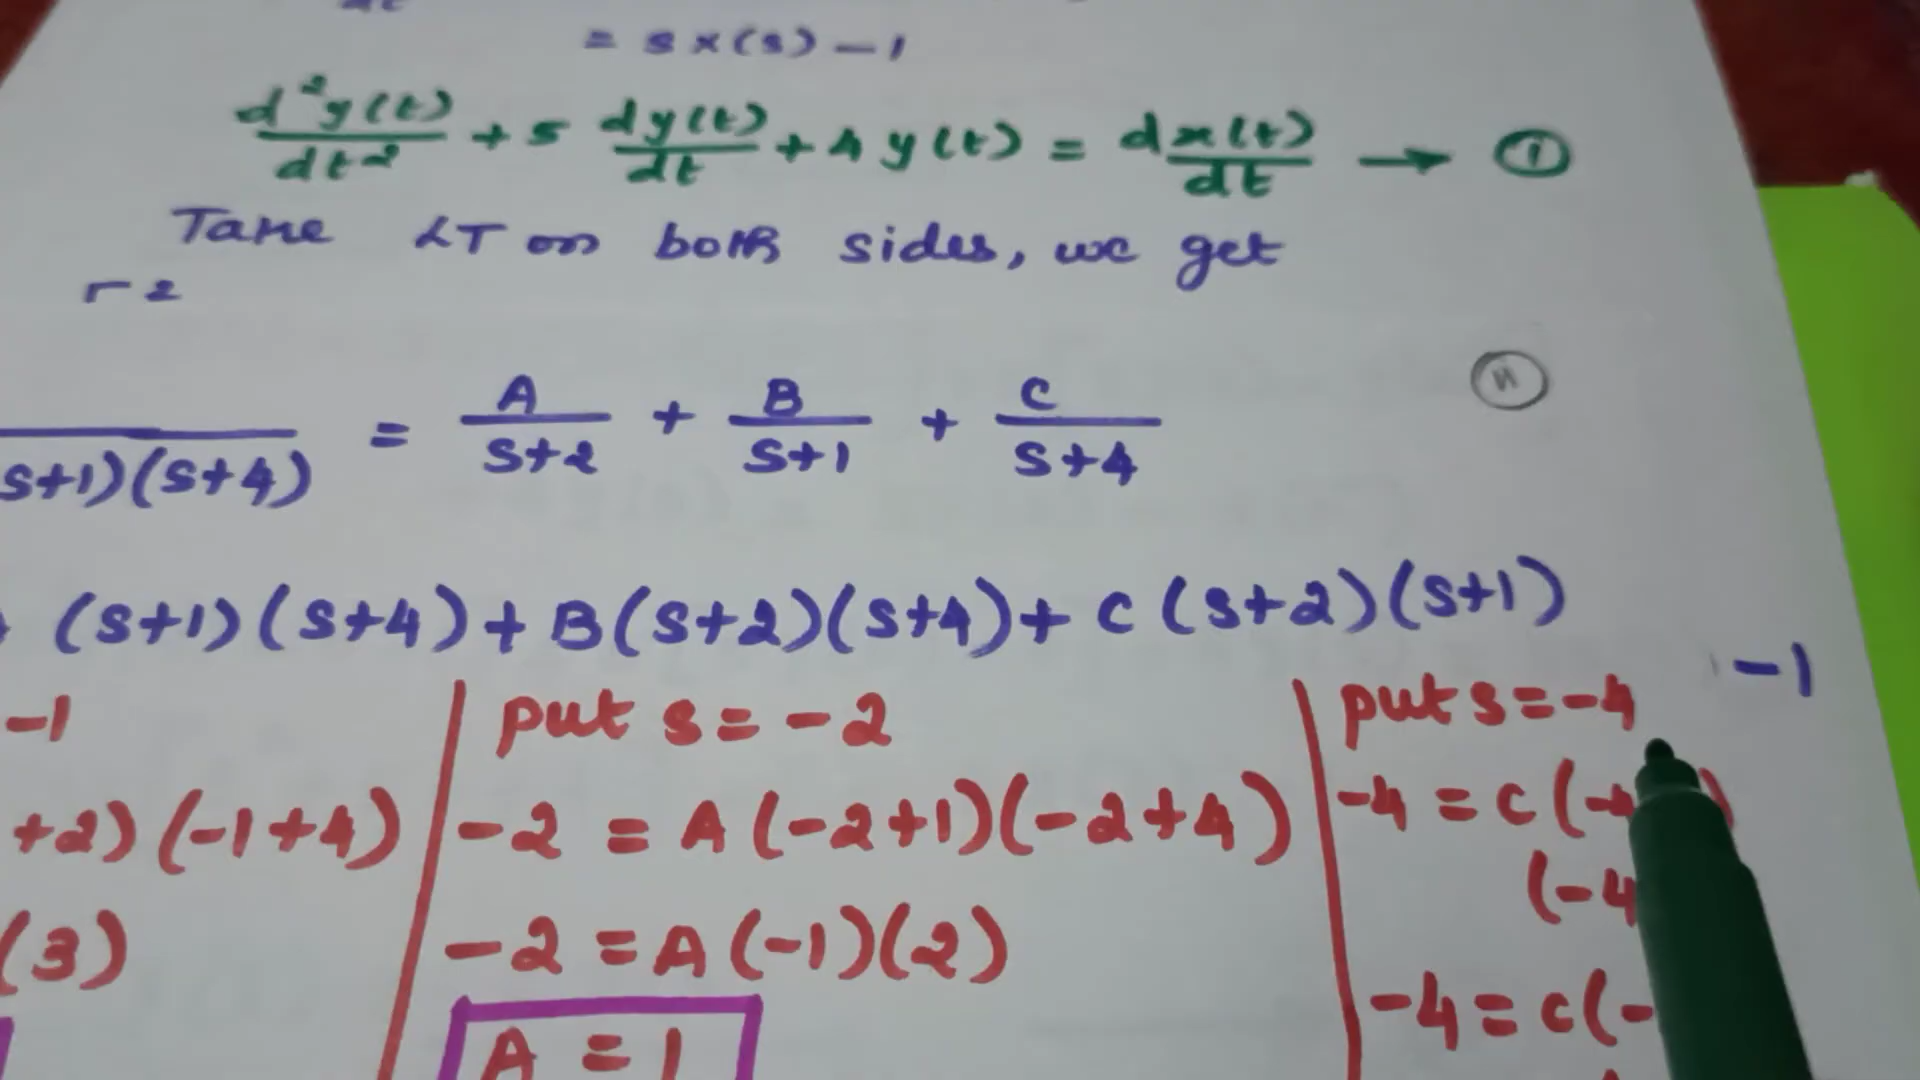 = s x(s) - 1
d²y(t)/dt² + 5 dy(t)/dt + 4 y(t) = dx(t)/dt → ①
Take LT on both sides, we get
s+1)(s+4) = A/s+2 + B/s+1 + C/s+4
(s+1)(s+4) + B(s+2)(s+4) + C(s+2)(s+1)
-1
-1 | put s = -2 | put s = -4
+2)(-1+4) | -2 = A(-2+1)(-2+4) | -4 = C(-4
(-4
(3) | -2 = A(-1)(2) | -4 = C(-
A = 1